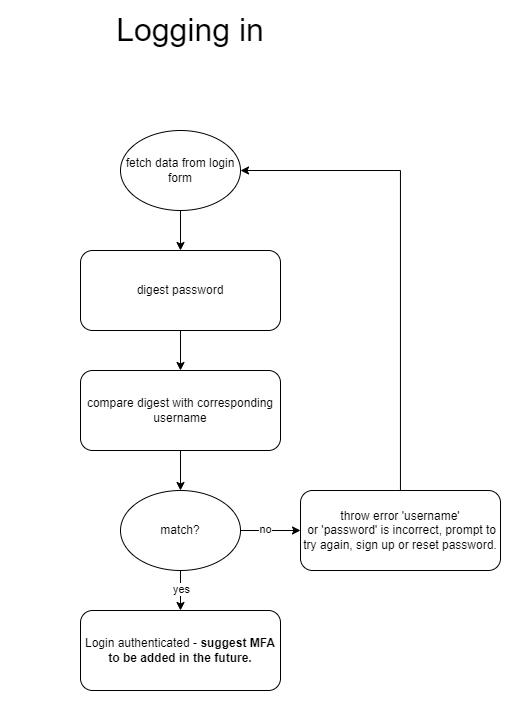 Logging in
fetch data from login
form
digest password
compare digest with corresponding
username
match?
no
throw error 'username'
or 'password' is incorrect, prompt to
try again, sign up or reset password.
yes
Login authenticated - suggest MFA
to be added in the future.